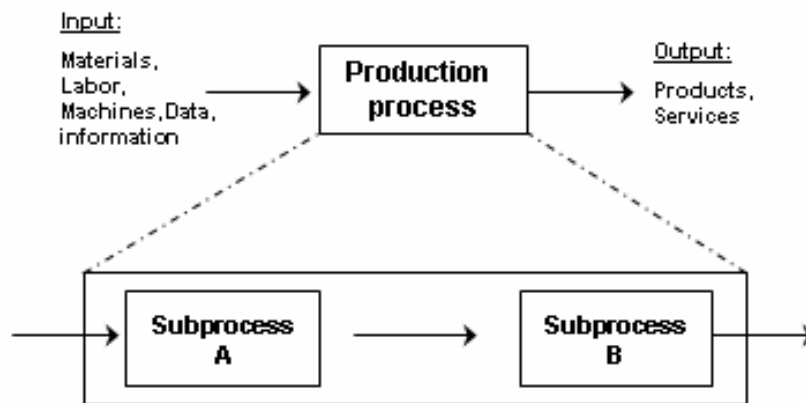 Input:
Materials,
Labor,
Machines,Data,
information
Production
process
Output:
Products,
Services
Subprocess
A
Subprocess
B